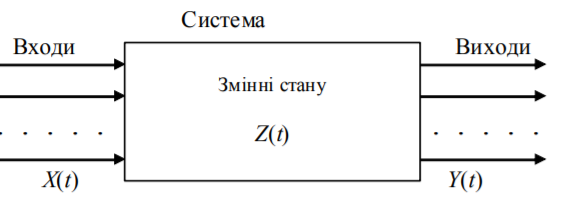 Система
Входи
Виходи
Змінні стану
Z(t)
X(t)
Y(t)